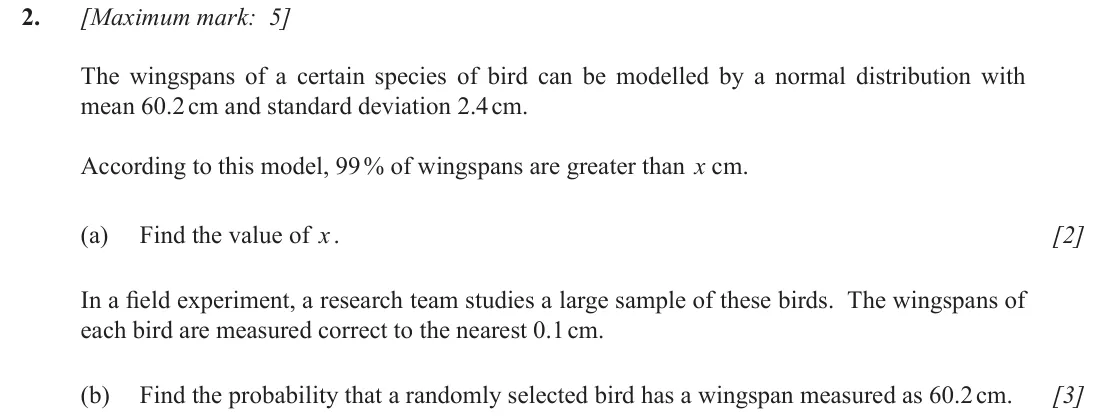 2. [Maximum mark: 5]
The wingspans of a certain species of bird can be modelled by a normal distribution with
mean 60.2 cm and standard deviation 2.4 cm.
According to this model, 99 % of wingspans are greater than x cm.
(a) Find the value of x. [2]
In a field experiment, a research team studies a large sample of these birds. The wingspans of
each bird are measured correct to the nearest 0.1 cm.
(b) Find the probability that a randomly selected bird has a wingspan measured as 60.2 cm. [3]